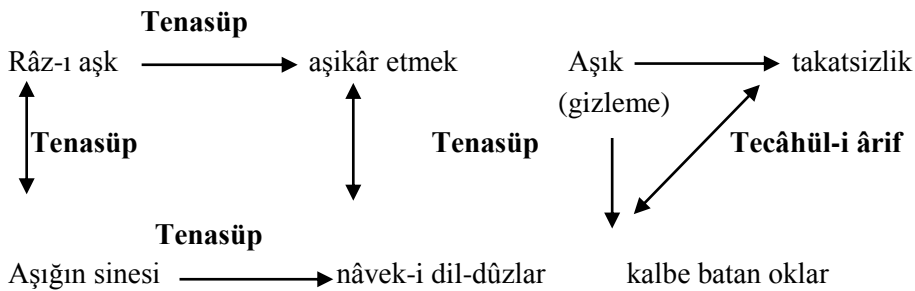 Tenasüp
Râz-ı aşk aşikâr etmek Aşık takatsizlik
(gizleme)
Tenasüp Tenasüp Tecâhül-i ârif
Tenasüp
Aşığın sinesi nâvek-i dil-dûzlar kalbe batan oklar